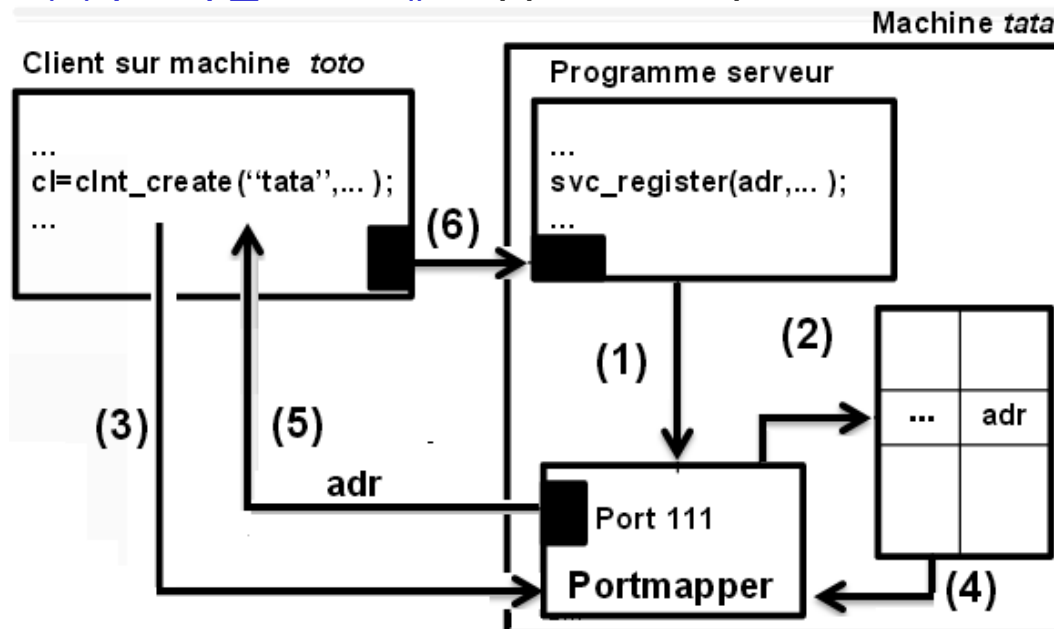 Machine tata
Client sur machine toto
Programme serveur
...
cl=clnt_create(“tata”,... );
...
...
svc_register(adr,... );
...
(6)
(1)
(2)
(3)
(5)
adr
... adr
Port 111
Portmapper
(4)